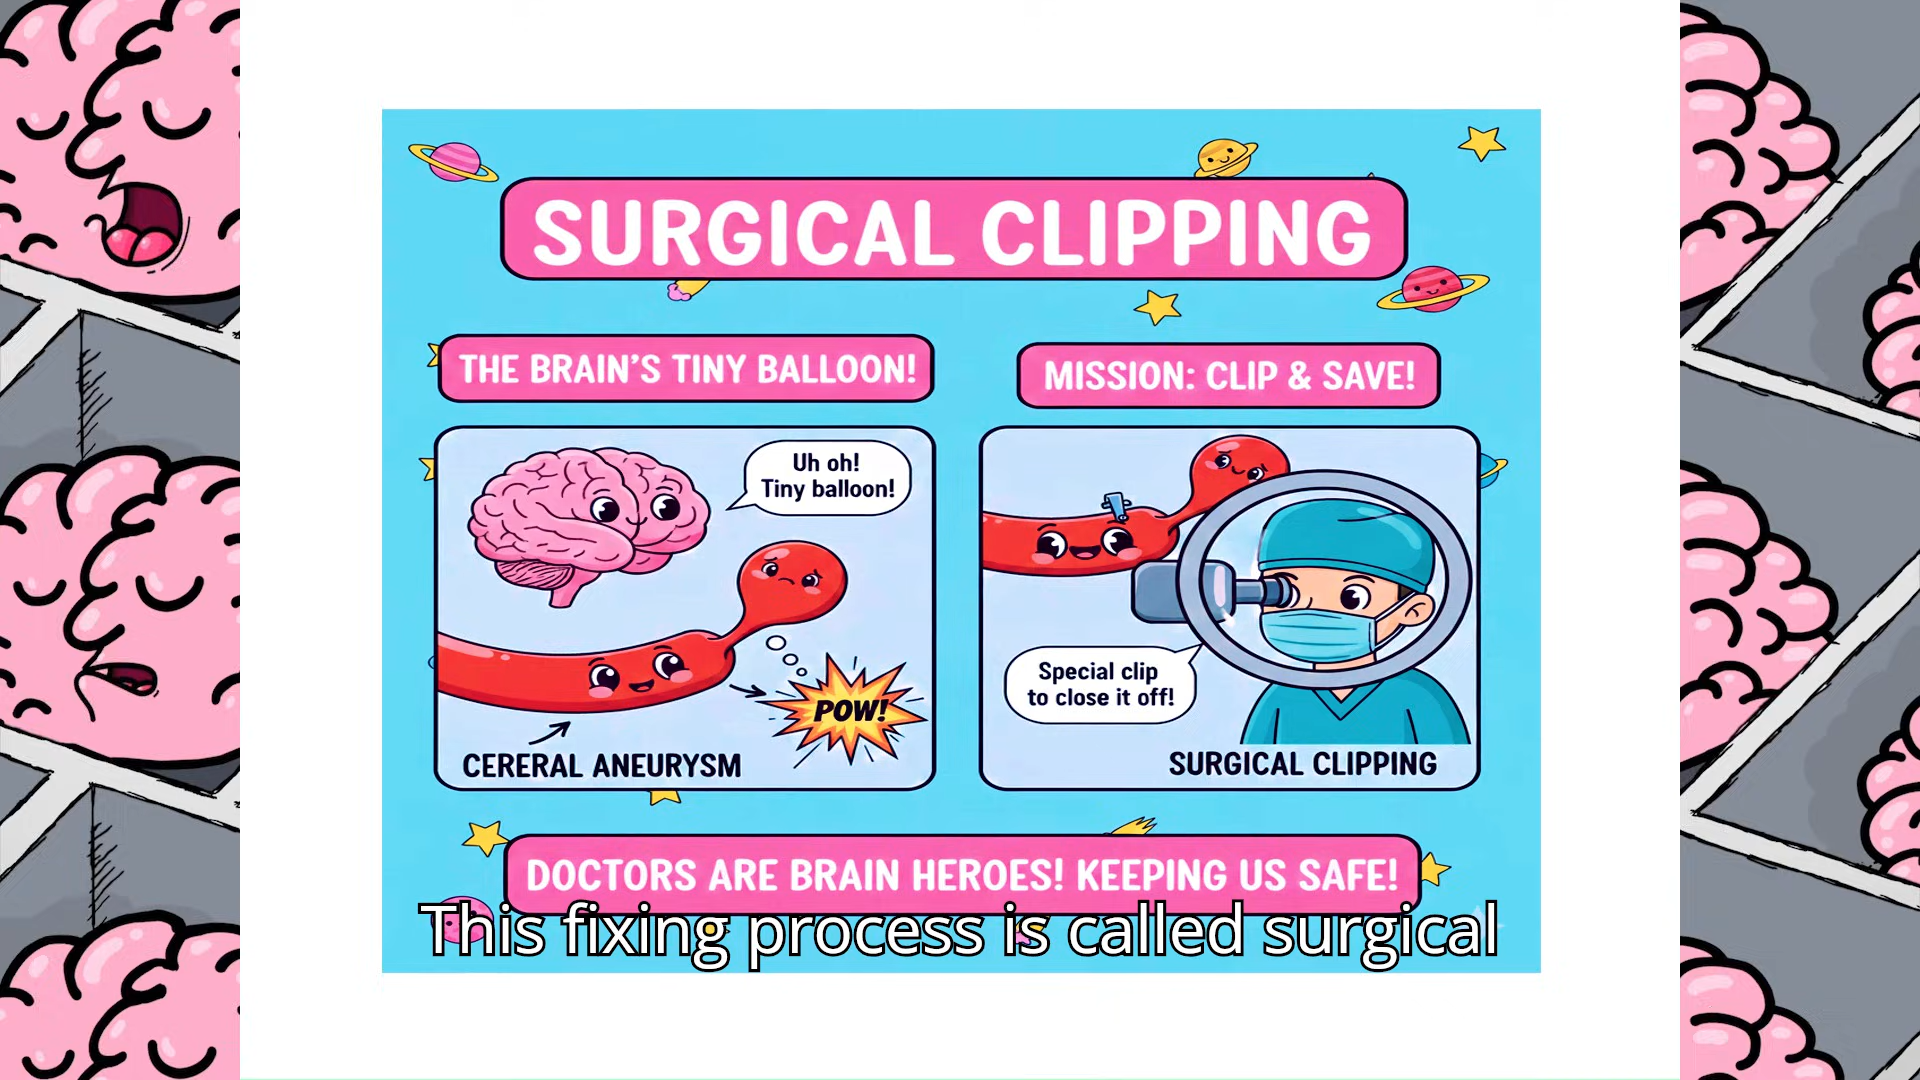 SURGICAL CLIPPING
THE BRAIN'S TINY BALLOON!
MISSION: CLIP & SAVE!
Uh oh!
Tiny balloon!
POW!
CERERAL ANEURYSM
Special clip
to close it off!
SURGICAL CLIPPING
DOCTORS ARE BRAIN HEROES! KEEPING US SAFE!
This fixing process is called surgical